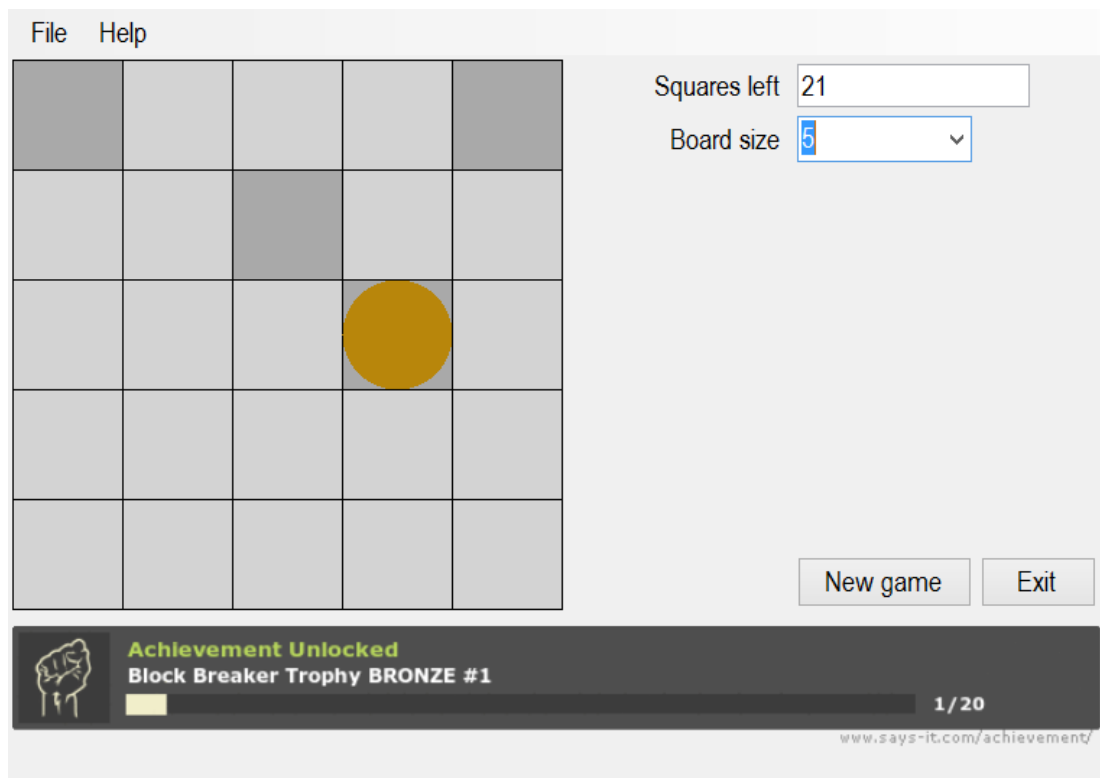 File Help
Squares left 21
Board size 5
New game Exit
Achievement Unlocked
Block Breaker Trophy BRONZE #1
1/20
www.says-it.com/achievement/